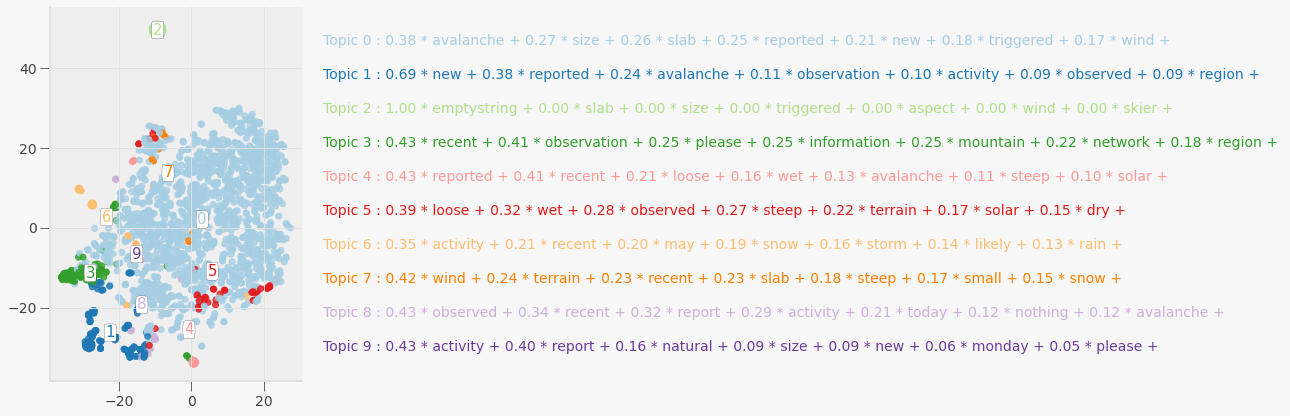 2
Topic 0 : 0.38 * avalanche + 0.27 * size + 0.26 * slab + 0.25 * reported + 0.21 * new + 0.18 * triggered + 0.17 * wind +
40
Topic 1 : 0.69 * new + 0.38 * reported + 0.24 * avalanche + 0.11 * observation + 0.10 * activity + 0.09 * observed + 0.09 * region +
Topic 2 : 1.00 * emptystring + 0.00 * slab + 0.00 * size + 0.00 * triggered + 0.00 * aspect + 0.00 * wind + 0.00 * skier +
20
Topic 3 : 0.43 * recent + 0.41 * observation + 0.25 * please + 0.25 * information + 0.25 * mountain + 0.22 * network + 0.18 * region +
7
Topic 4 : 0.43 * reported + 0.41 * recent + 0.21 * loose + 0.16 * wet + 0.13 * avalanche + 0.11 * steep + 0.10 * solar +
6 0
Topic 5 : 0.39 * loose + 0.32 * wet + 0.28 * observed + 0.27 * steep + 0.22 * terrain + 0.17 * solar + 0.15 * dry +
0
Topic 6 : 0.35 * activity + 0.21 * recent + 0.20 * may + 0.19 * snow + 0.16 * storm + 0.14 * likely + 0.13 * rain +
9
3 5
Topic 7 : 0.42 * wind + 0.24 * terrain + 0.23 * recent + 0.23 * slab + 0.18 * steep + 0.17 * small + 0.15 * snow +
8
−20
Topic 8 : 0.43 * observed + 0.34 * recent + 0.32 * report + 0.29 * activity + 0.21 * today + 0.12 * nothing + 0.12 * avalanche +
1 4
Topic 9 : 0.43 * activity + 0.40 * report + 0.16 * natural + 0.09 * size + 0.09 * new + 0.06 * monday + 0.05 * please +
−20 0 20